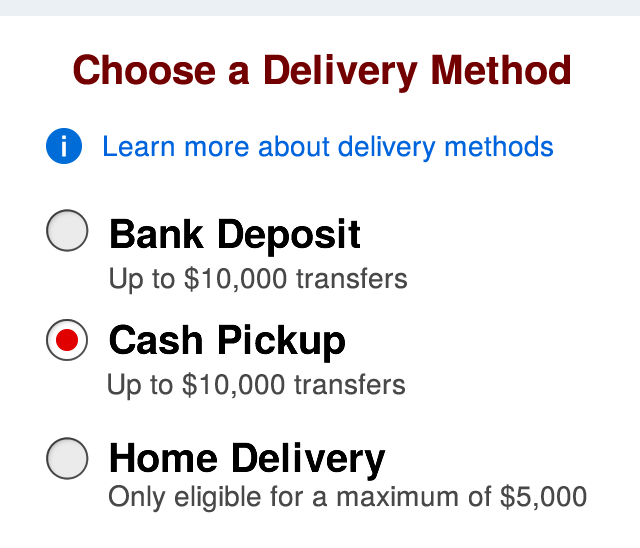 Choose a Delivery Method
i Learn more about delivery methods
Bank Deposit
Up to $10,000 transfers
Cash Pickup
Up to $10,000 transfers
Home Delivery
Only eligible for a maximum of $5,000